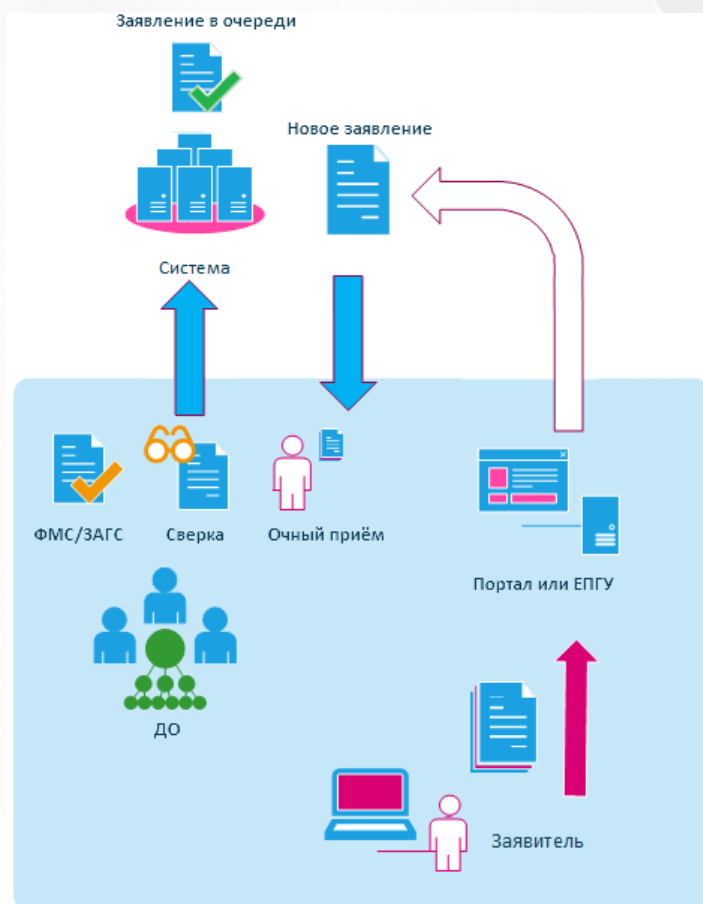 Заявление в очереди
Новое заявление
Система
ФМС/ЗАГС
Сверка
Очный приём
Портал или ЕПГУ
ДО
Заявитель